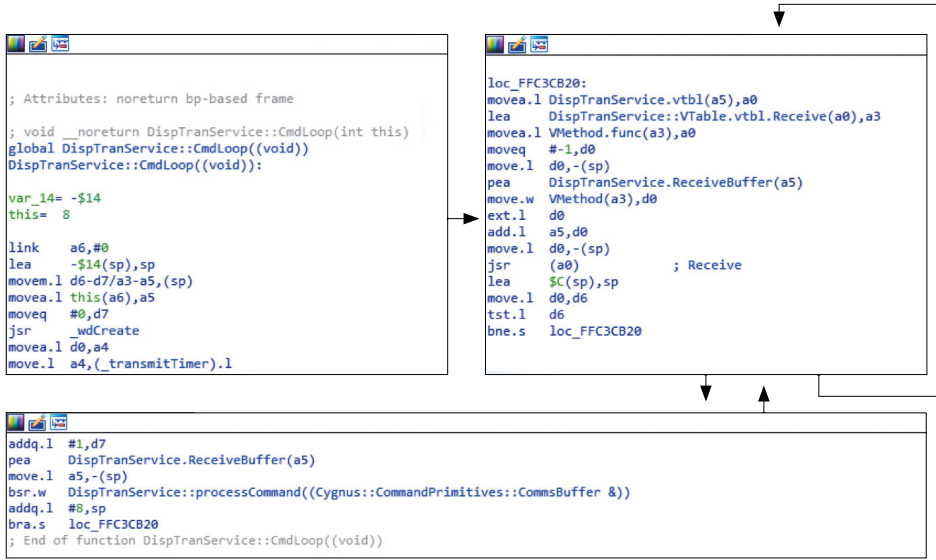 ; Attributes: noreturn bp-based frame
; void __noreturn DispTranService::CmdLoop(int this)
global DispTranService::CmdLoop((void))
DispTranService::CmdLoop((void)):
var_14= -$14
this= 8
link a6,#0
lea -$14(sp),sp
movem.l d6-d7/a3-a5,(sp)
movea.l this(a6),a5
moveq #0,d7
jsr _wdCreate
movea.l d0,a4
move.l a4,(_transmitTimer).l
loc_FFC3CB20:
movea.l DispTranService.vtbl(a5),a0
lea DispTranService::VTable.vtbl.Receive(a0),a3
movea.l VMethod.func(a3),a0
moveq #-1,d0
move.l d0,-(sp)
pea DispTranService.ReceiveBuffer(a5)
move.w VMethod(a3),d0
ext.l d0
add.l a5,d0
move.l d0,-(sp)
jsr (a0) ; Receive
lea $C(sp),sp
move.l d0,d6
tst.l d6
bne.s loc_FFC3CB20
addq.l #1,d7
pea DispTranService.ReceiveBuffer(a5)
move.l a5,-(sp)
bsr.w DispTranService::processCommand((Cygnus::CommandPrimitives::CommsBuffer &))
addq.l #8,sp
bra.s loc_FFC3CB20
; End of function DispTranService::CmdLoop((void))